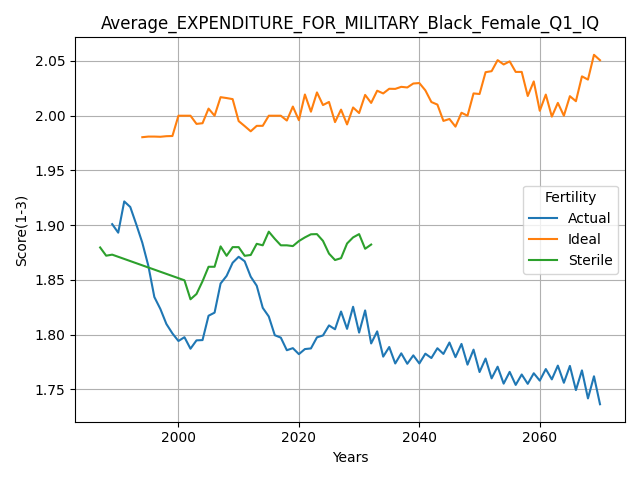 Average_EXPENDITURE_FOR_MILITARY_Black_Female_Q1_IQ
Score(1-3)
2.05
2.00
1.95
1.90
1.85
1.80
1.75
Fertility
Actual
Ideal
Sterile
2000
2020
2040
2060
Years